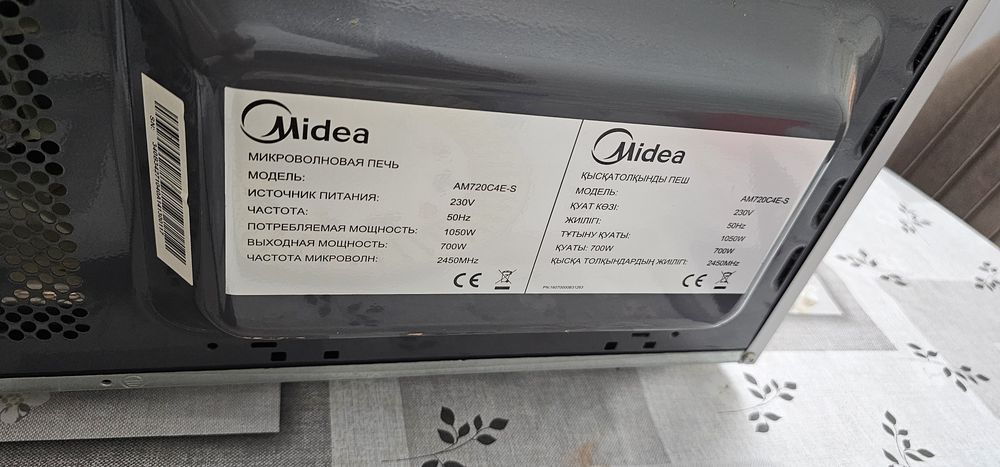 S/N:
Midea
МИКРОВОЛНОВАЯ ПЕЧЬ
МОДЕЛЬ: AM720C4E-S
ИСТОЧНИК ПИТАНИЯ: 230V
ЧАСТОТА: 50Hz
ПОТРЕБЛЯЕМАЯ МОЩНОСТЬ: 1050W
ВЫХОДНАЯ МОЩНОСТЬ: 700W
ЧАСТОТА МИКРОВОЛН: 2450MHz
CE
Midea
ҚЫСҚАТОЛҚЫНДЫ ПЕШ
МОДЕЛЬ: AM720C4E-S
ҚУАТ КӨЗІ: 230V
ЖИІЛІГІ: 50Hz
ТҰТЫНУ ҚУАТЫ: 1050W
ҚУАТЫ: 700W 700W
ҚЫСҚА ТОЛҚЫНДАРДЫҢ ЖИІЛІГІ: 2450MHz
CE